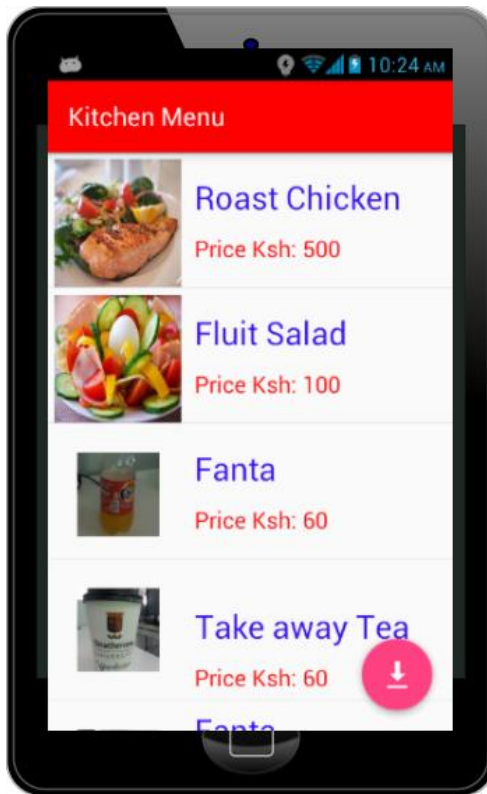 10:24 AM
Kitchen Menu
Roast Chicken
Price Ksh: 500
Fluit Salad
Price Ksh: 100
Fanta
Price Ksh: 60
Take away Tea
Price Ksh: 60
Fanta